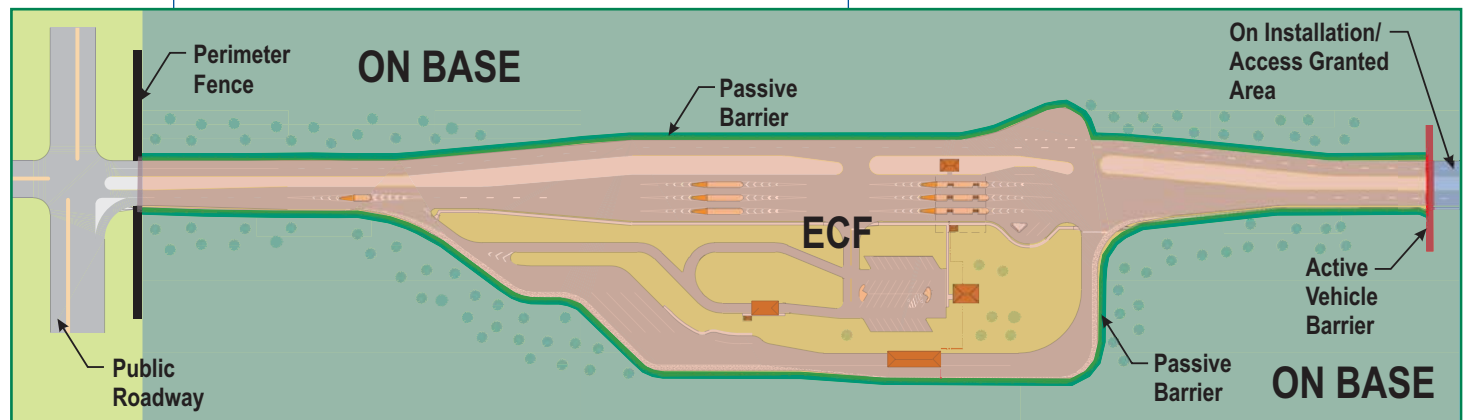 Perimeter
Fence
ON BASE
Passive
Barrier
On Installation/
Access Granted
Area
ECF
Public
Roadway
Passive
Barrier
Active
Vehicle
Barrier
ON BASE